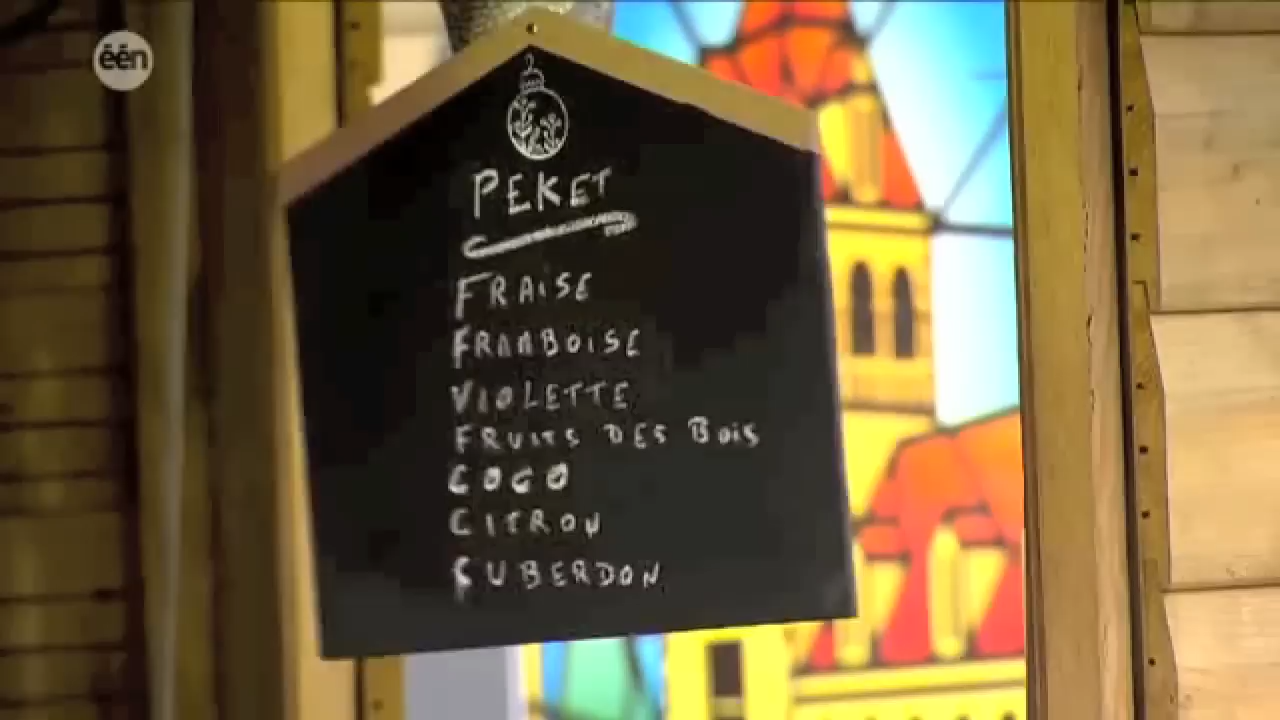 één
PEKET
FRAiSE
FRAMBOISE
VIOLETTE
FRUITS DES BOiS
COCO
CITRON
CUBERDON